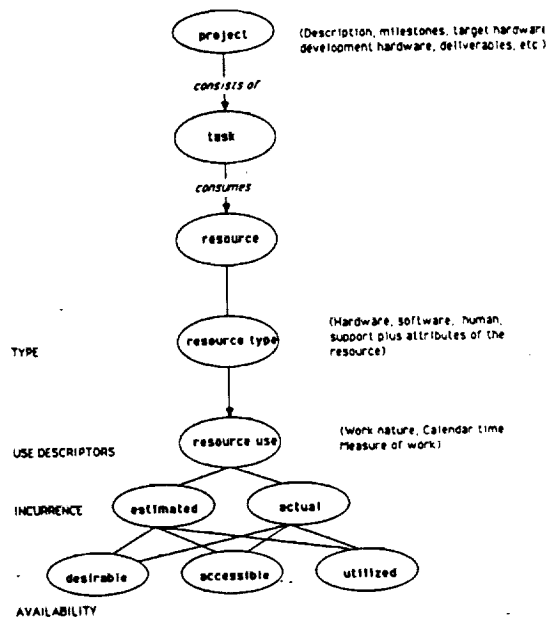 project
(Description, milestones, target hardware
development hardware, deliverables, etc.)
consists of
task
consumes
resource
resource type
(Hardware, software, human,
support plus attributes of the
resource)
TYPE
resource use
(Work nature, Calendar time
Measure of work)
USE DESCRIPTORS
INCURRENCE
estimated
actual
desirable
accessible
utilized
AVAILABILITY